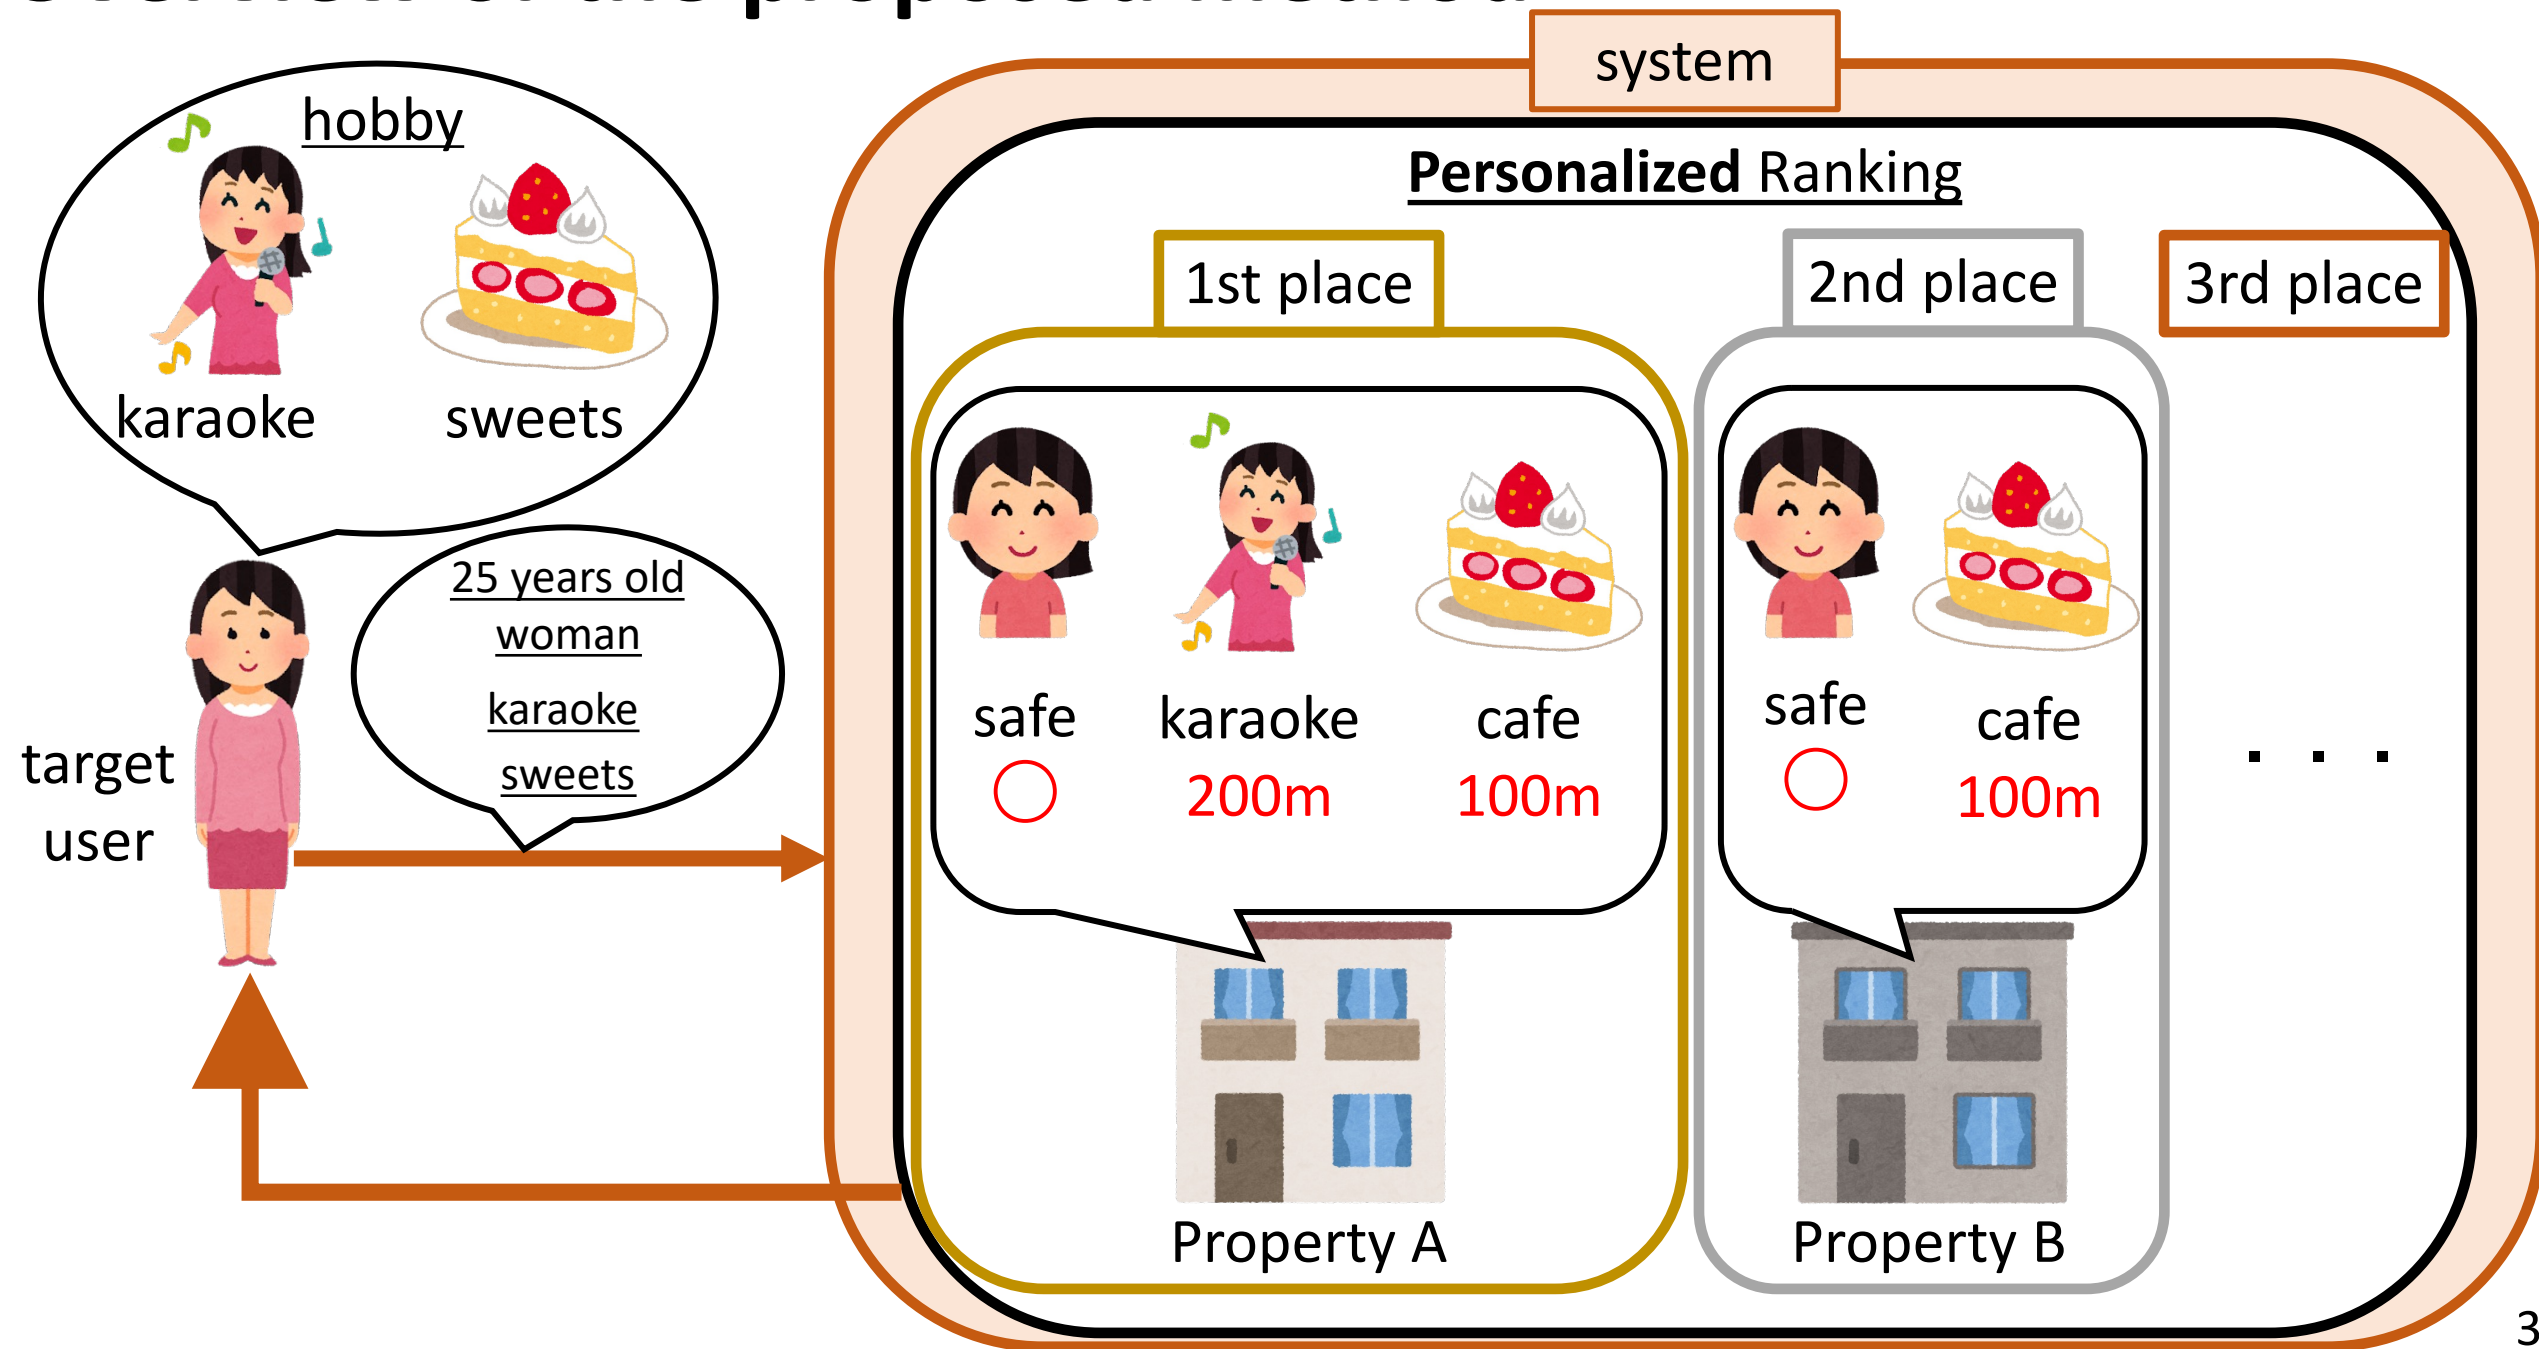 system
hobby
karaoke
sweets
25 years old
woman
karaoke
sweets
target
user
Personalized Ranking
1st place
safe
karaoke
cafe
200m
100m
Property A
2nd place
safe
cafe
100m
Property B
3rd place
. . .
3